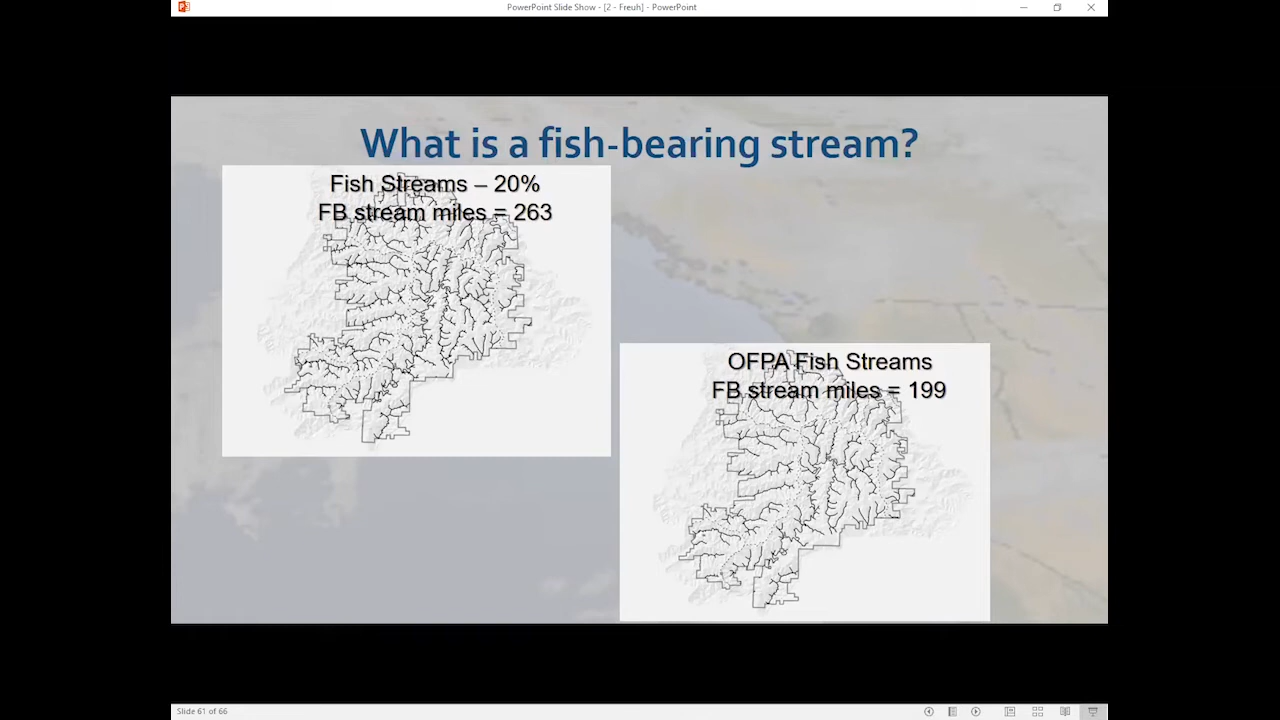 PowerPoint Slide Show - [2 - Freuh] - PowerPoint
What is a fish-bearing stream?
Fish Streams – 20%
FB stream miles = 263
OFPA Fish Streams
FB stream miles = 199
Slide 61 of 66